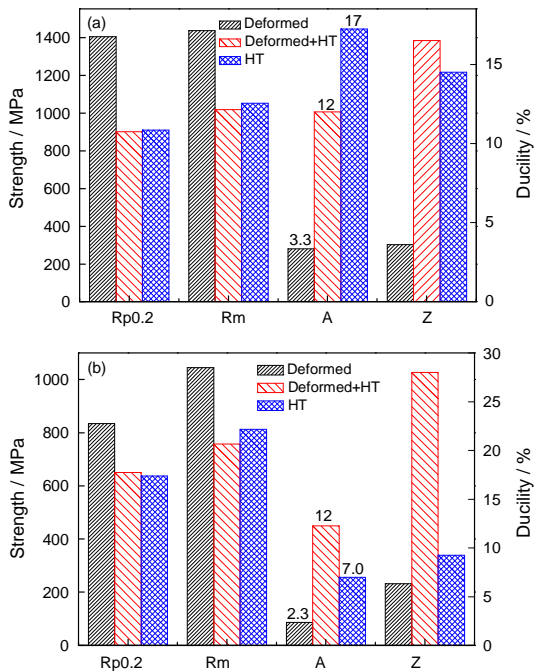 (a)
Deformed
Deformed+HT
HT
17
12
3.3
1400
1200
1000
800
600
400
200
0
15
10
5
0
Strength / MPa
Ducility / %
Rp0.2 Rm A Z
(b)
Deformed
Deformed+HT
HT
12
7.0
2.3
1000
800
600
400
200
0
30
25
20
15
10
5
0
Strength / MPa
Ducility / %
Rp0.2 Rm A Z